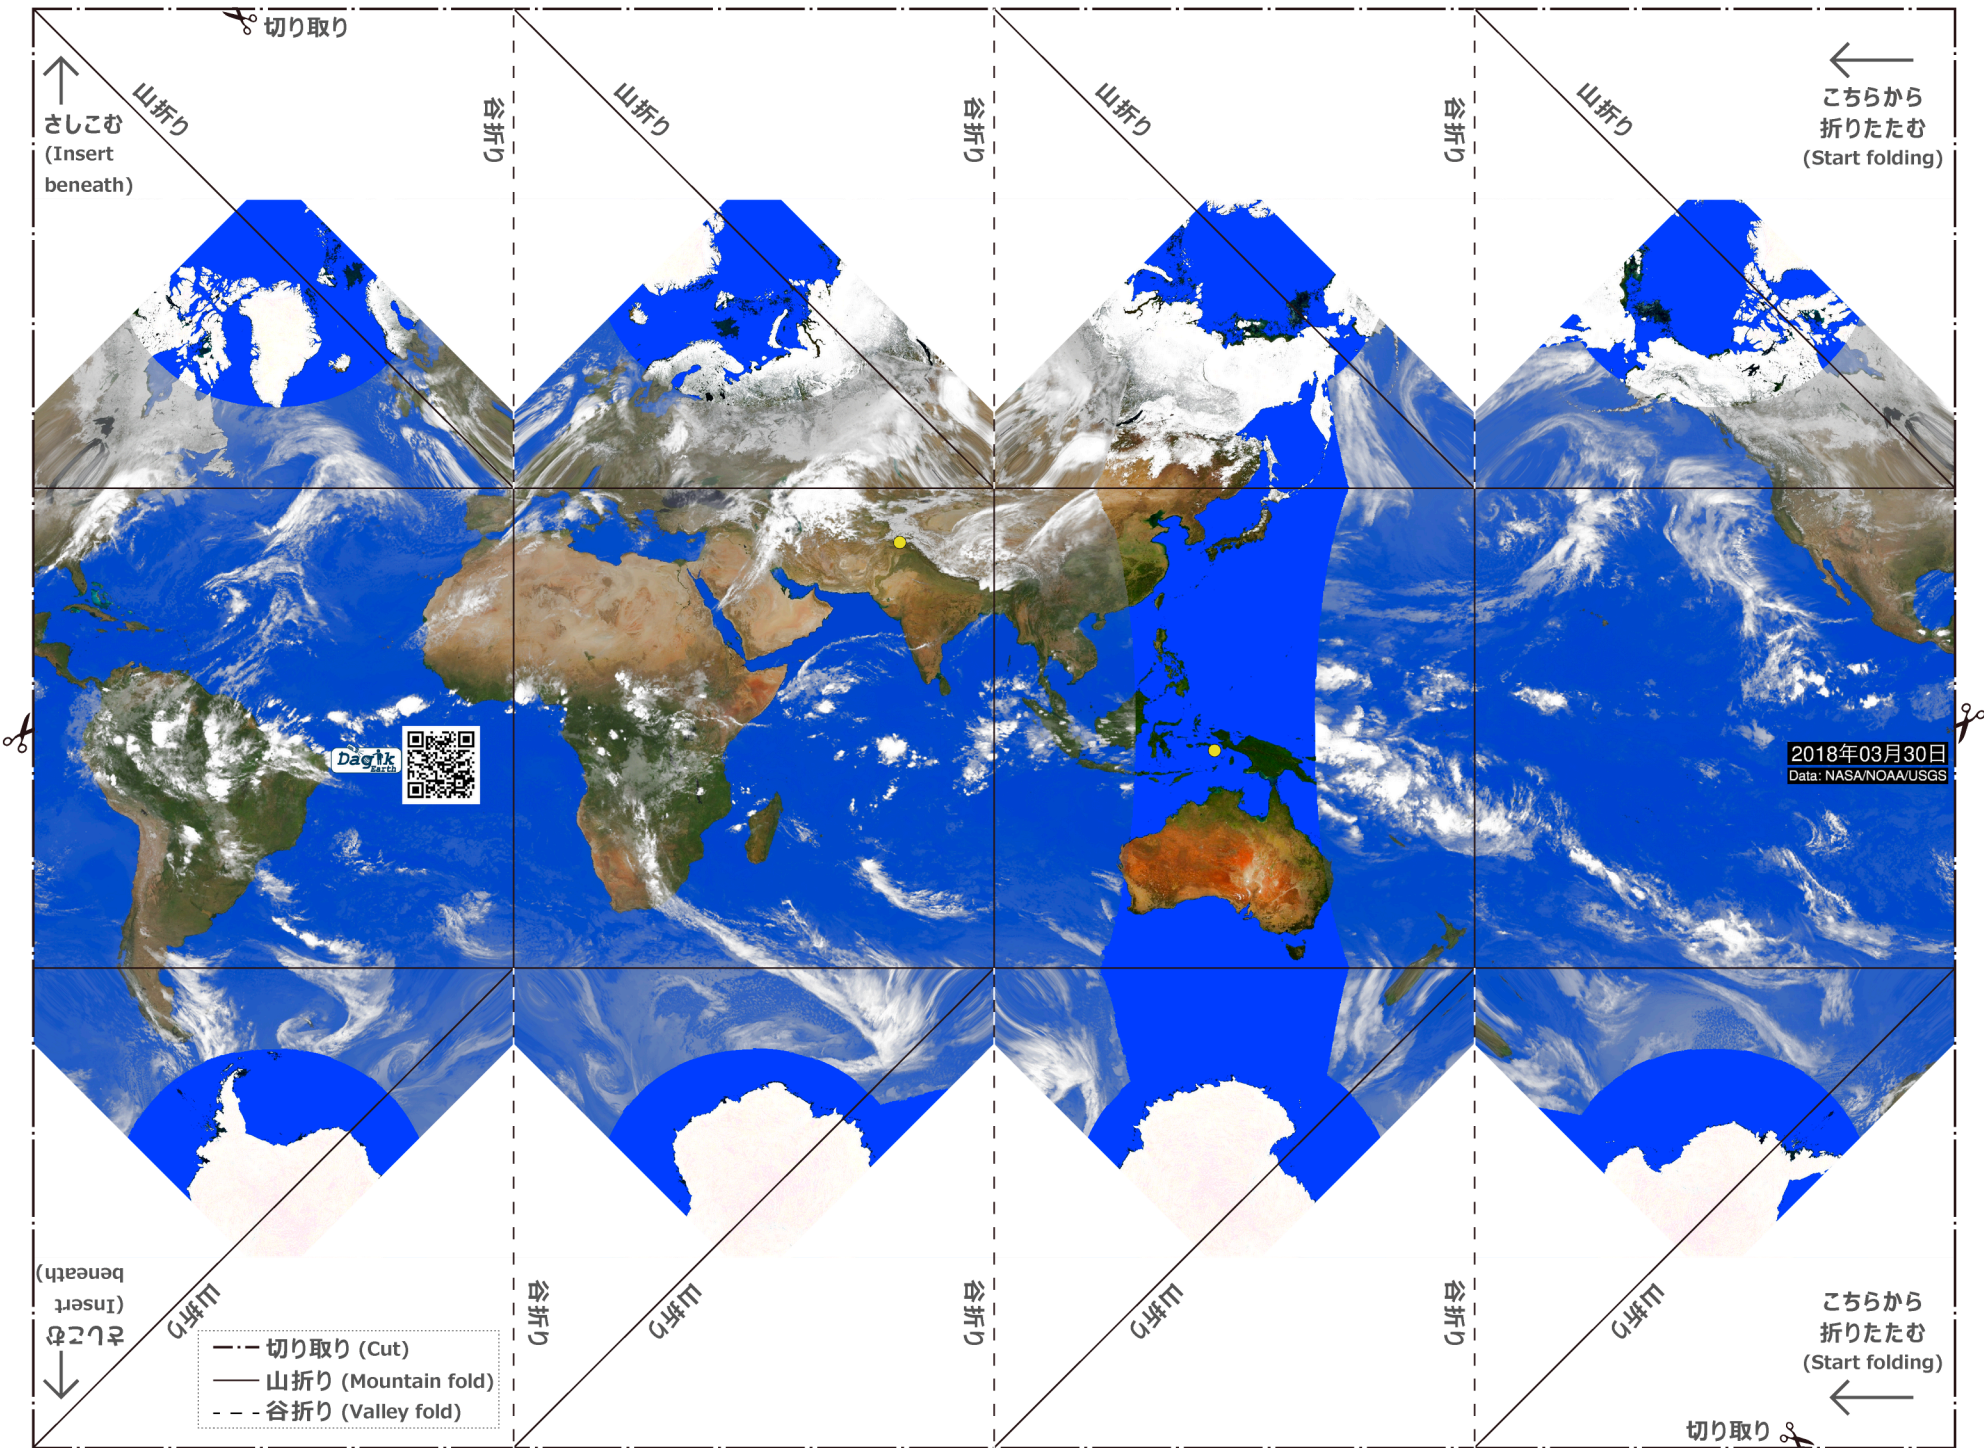 切り取り
さしこむ
(Insert
beneath)
山折り
谷折り
山折り
谷折り
山折り
谷折り
山折り
こちらから
折りたたむ
(Start folding)
Dagik
Earth
2018年03月30日
Data: NASA/NOAA/USGS
さしこむ
(Insert
beneath)
山折り
谷折り
山折り
谷折り
山折り
谷折り
山折り
こちらから
折りたたむ
(Start folding)
切り取り (Cut)
山折り (Mountain fold)
谷折り (Valley fold)
切り取り